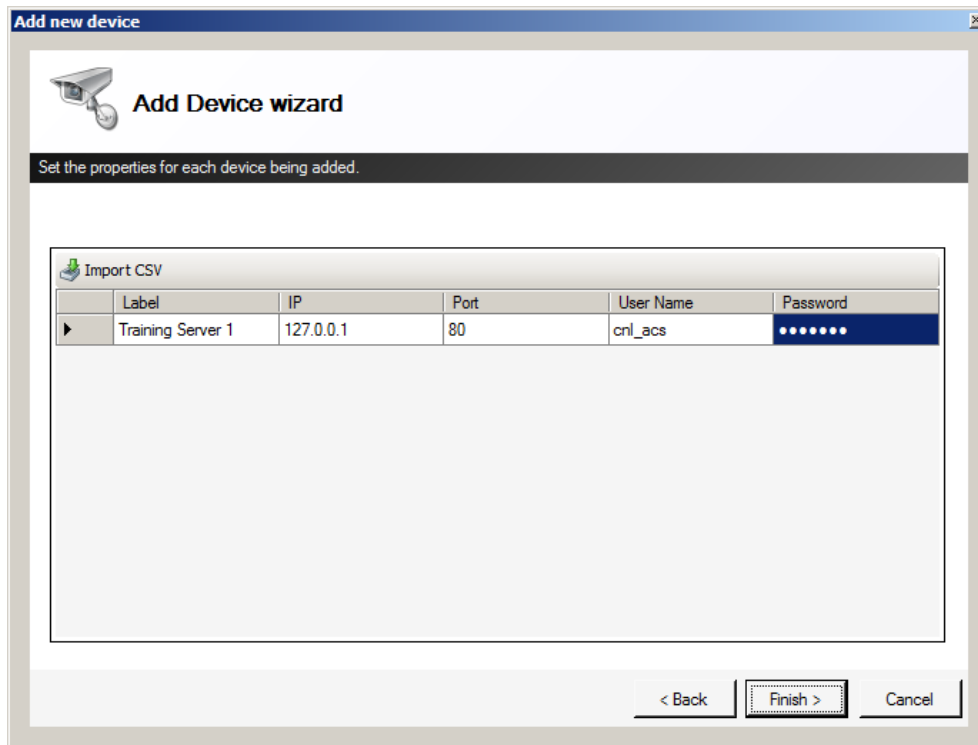 Add new device
Add Device wizard
Set the properties for each device being added.
Import CSV
Label IP Port User Name Password
Training Server 1 127.0.0.1 80 cnl_acs •••••••
< Back Finish > Cancel